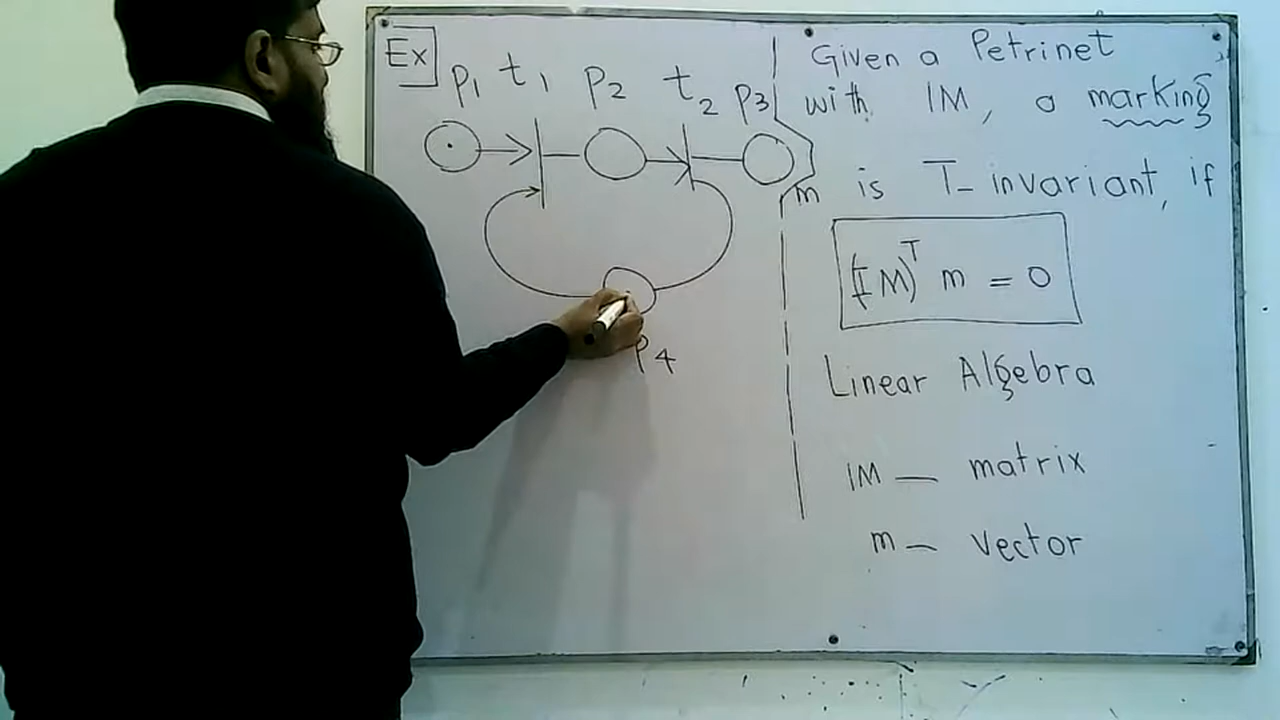 Ex
p1 t1 p2 t2 p3
p4
Given a Petrinet
with IM, a marking
m is T-invariant, if
(IM)^T m = 0
Linear Algebra
IM — matrix
m — vector